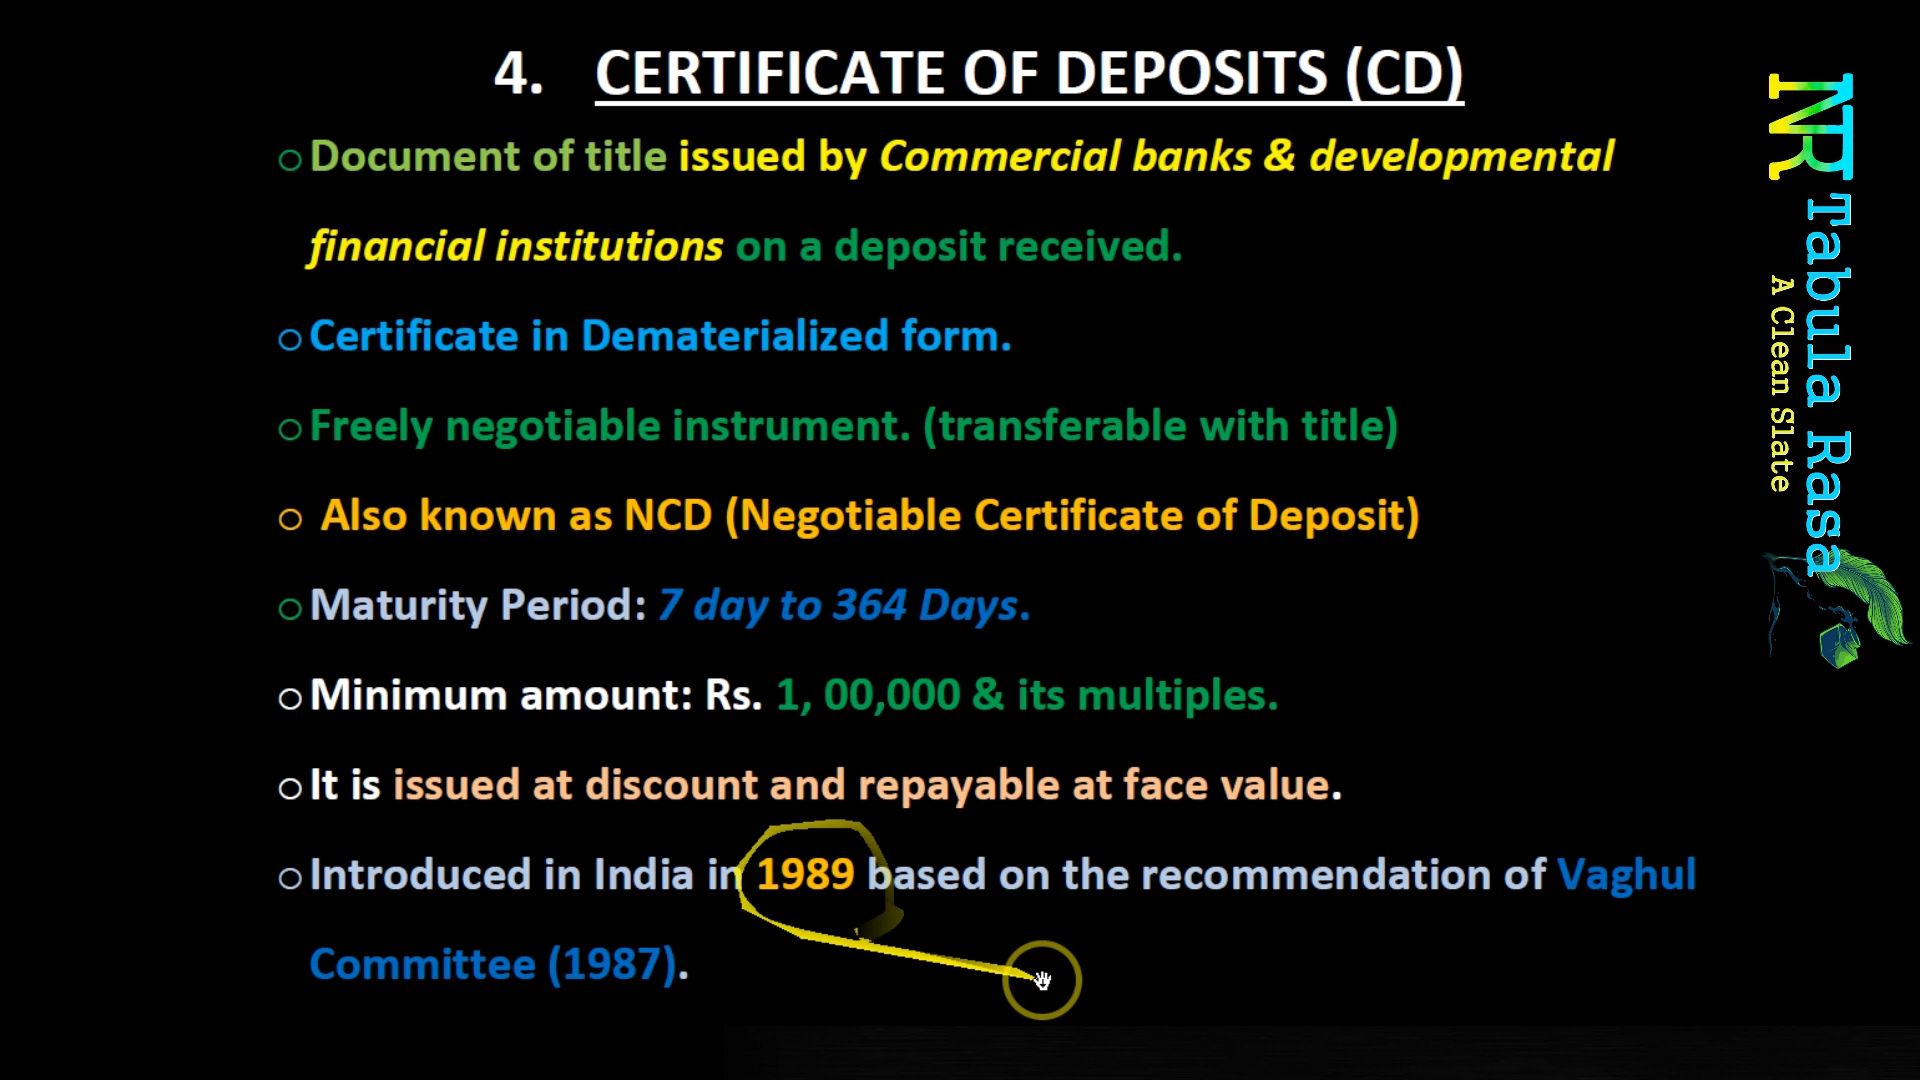 4. CERTIFICATE OF DEPOSITS (CD)
○ Document of title issued by Commercial banks & developmental
financial institutions on a deposit received.
○ Certificate in Dematerialized form.
○ Freely negotiable instrument. (transferable with title)
○ Also known as NCD (Negotiable Certificate of Deposit)
○ Maturity Period: 7 day to 364 Days.
○ Minimum amount: Rs. 1, 00,000 & its multiples.
○ It is issued at discount and repayable at face value.
○ Introduced in India in 1989 based on the recommendation of Vaghul
Committee (1987).
NTR
Tabula Rasa
A Clean Slate